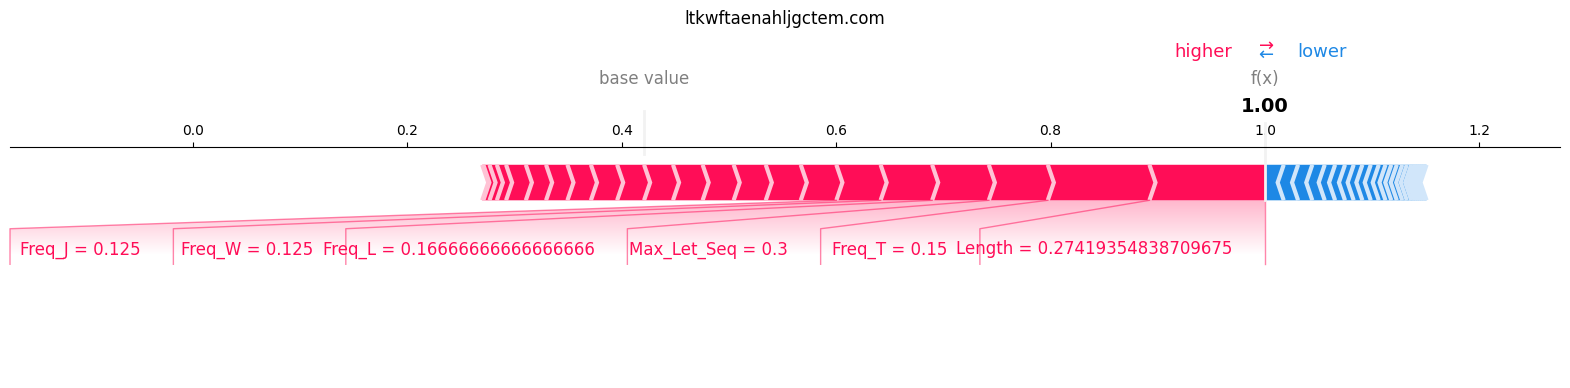 ltkwftaenahljgctem.com
higher → lower
←
base value f(x)
1.00
0.0 0.2 0.4 0.6 0.8 1.0 1.2
Freq_J = 0.125 Freq_W = 0.125 Freq_L = 0.16666666666666666 Max_Let_Seq = 0.3 Freq_T = 0.15 Length = 0.27419354838709675